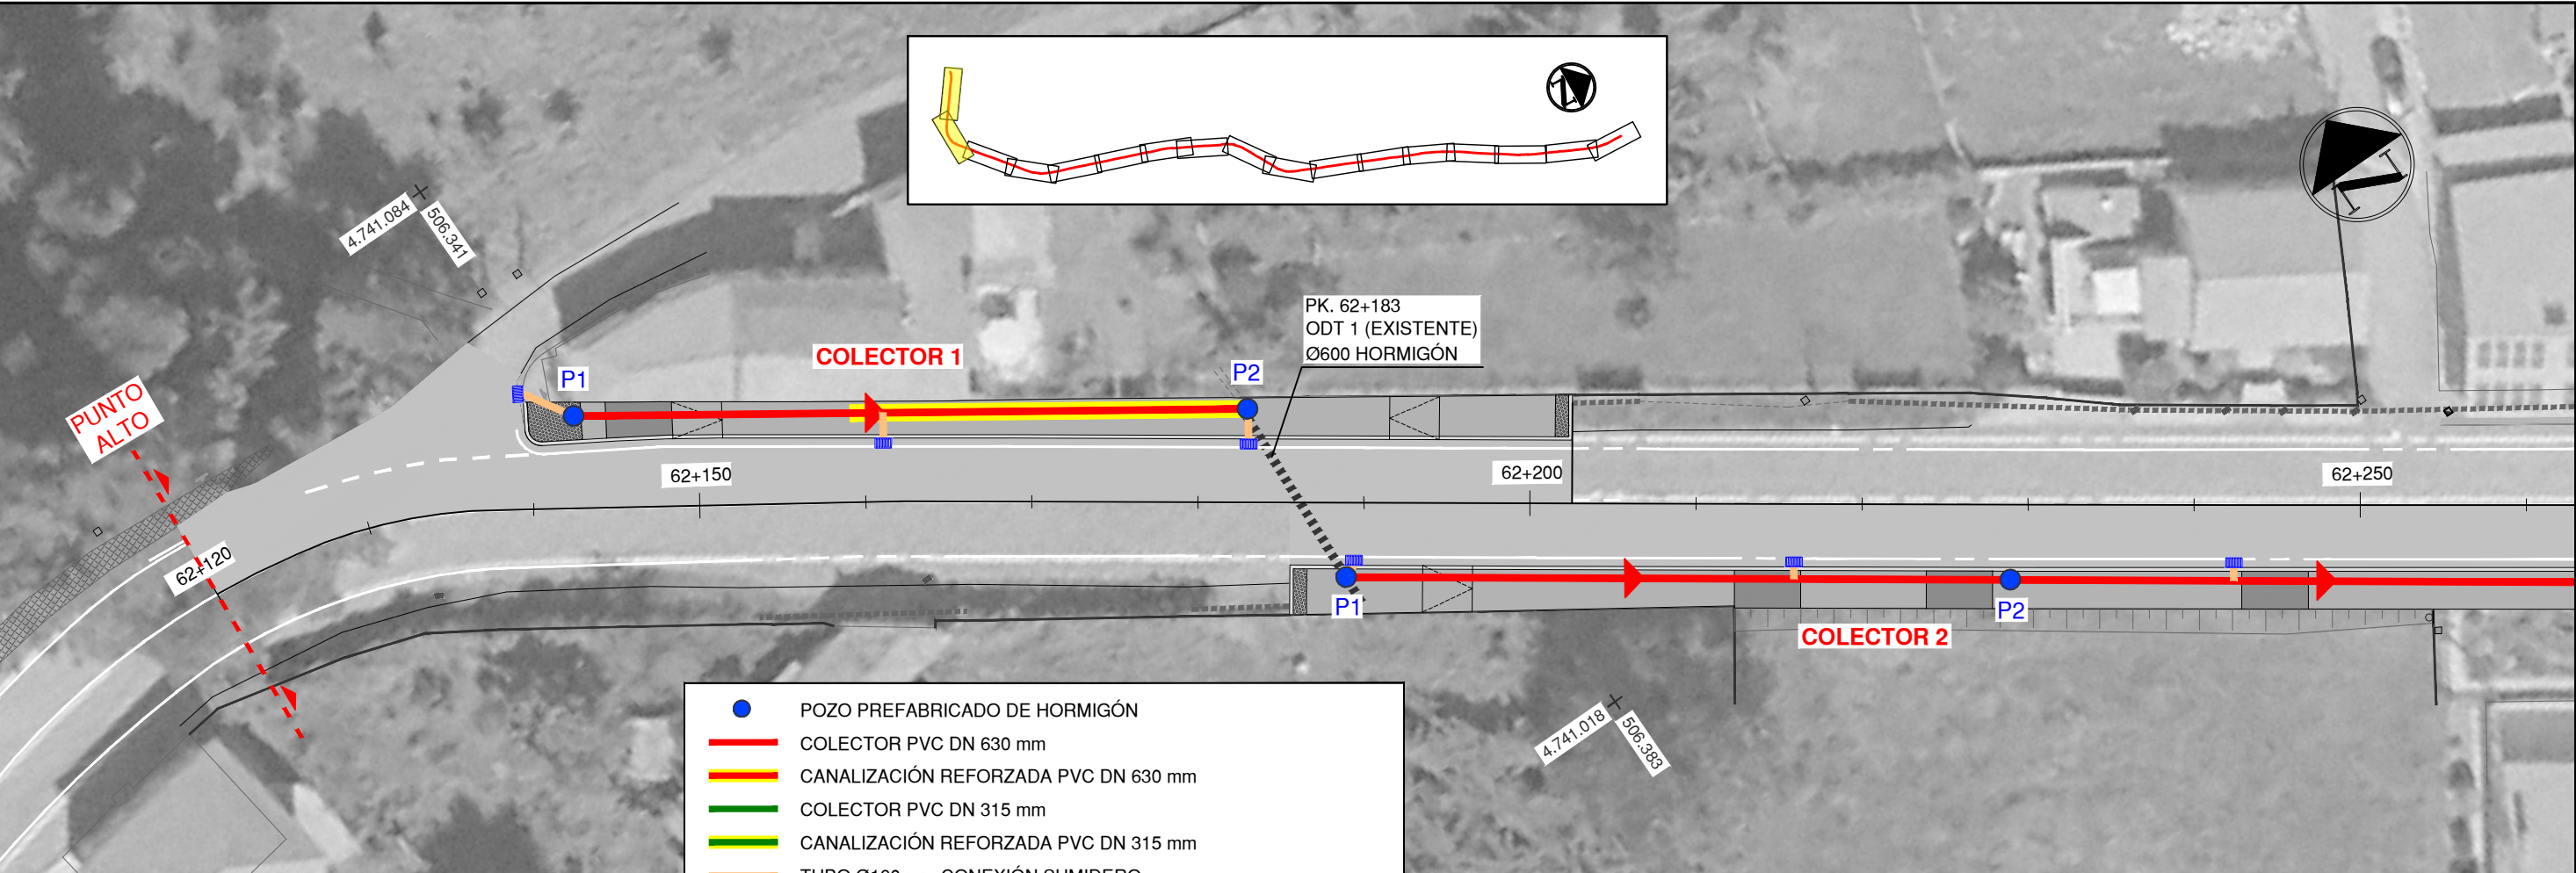 N
N
4.741.084
506.341
PK. 62+183
ODT 1 (EXISTENTE)
Ø600 HORMIGÓN
COLECTOR 1
P1
P2
PUNTO
ALTO
62+150
62+200
62+250
62+120
P1
P2
COLECTOR 2
4.741.018
506.383
POZO PREFABRICADO DE HORMIGÓN
COLECTOR PVC DN 630 mm
CANALIZACIÓN REFORZADA PVC DN 630 mm
COLECTOR PVC DN 315 mm
CANALIZACIÓN REFORZADA PVC DN 315 mm